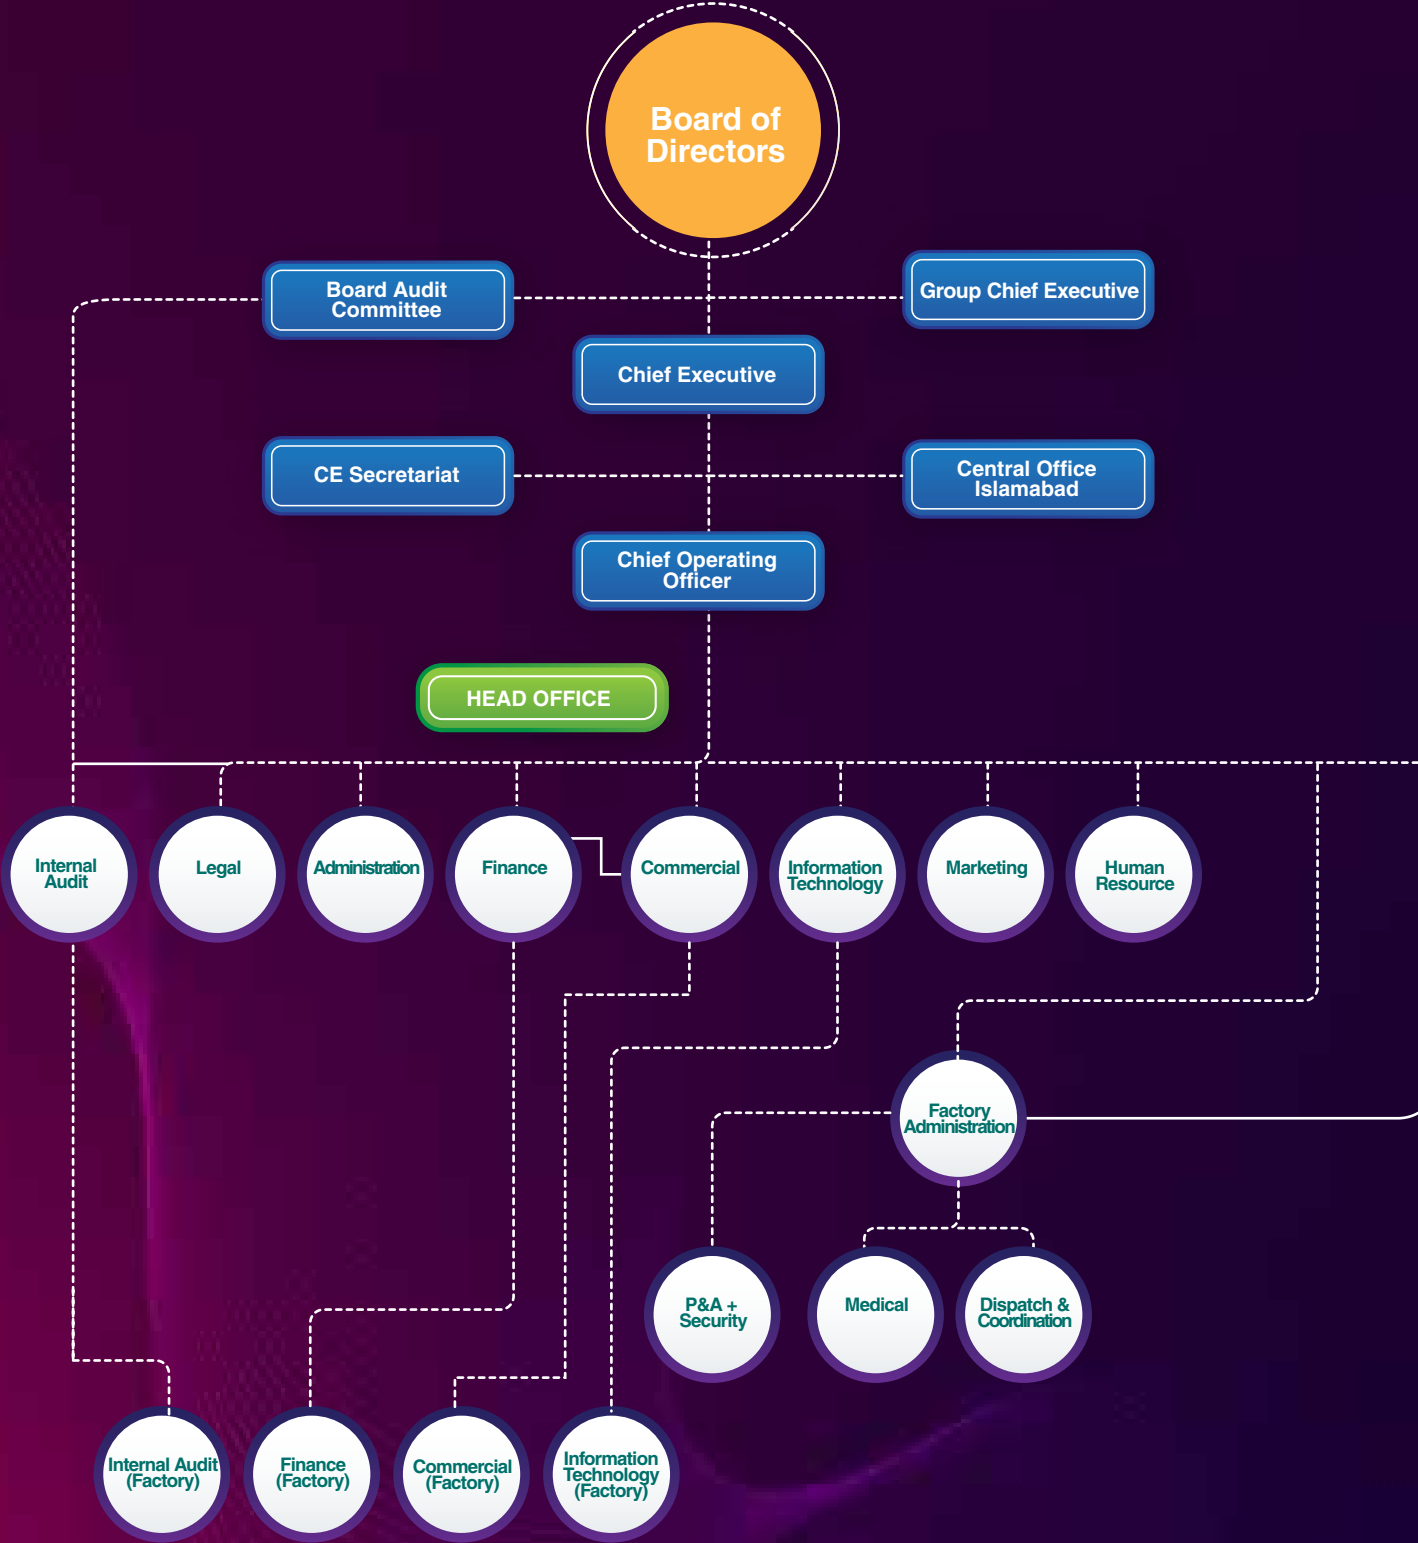 Board of
Directors
Board Audit
Committee
Group Chief Executive
Chief Executive
CE Secretariat
Central Office
Islamabad
Chief Operating
Officer
HEAD OFFICE
Internal
Audit
Legal
Administration
Finance
Commercial
Information
Technology
Marketing
Human
Resource
Factory
Administration
P&A +
Security
Medical
Dispatch &
Coordination
Internal Audit
(Factory)
Finance
(Factory)
Commercial
(Factory)
Information
Technology
(Factory)